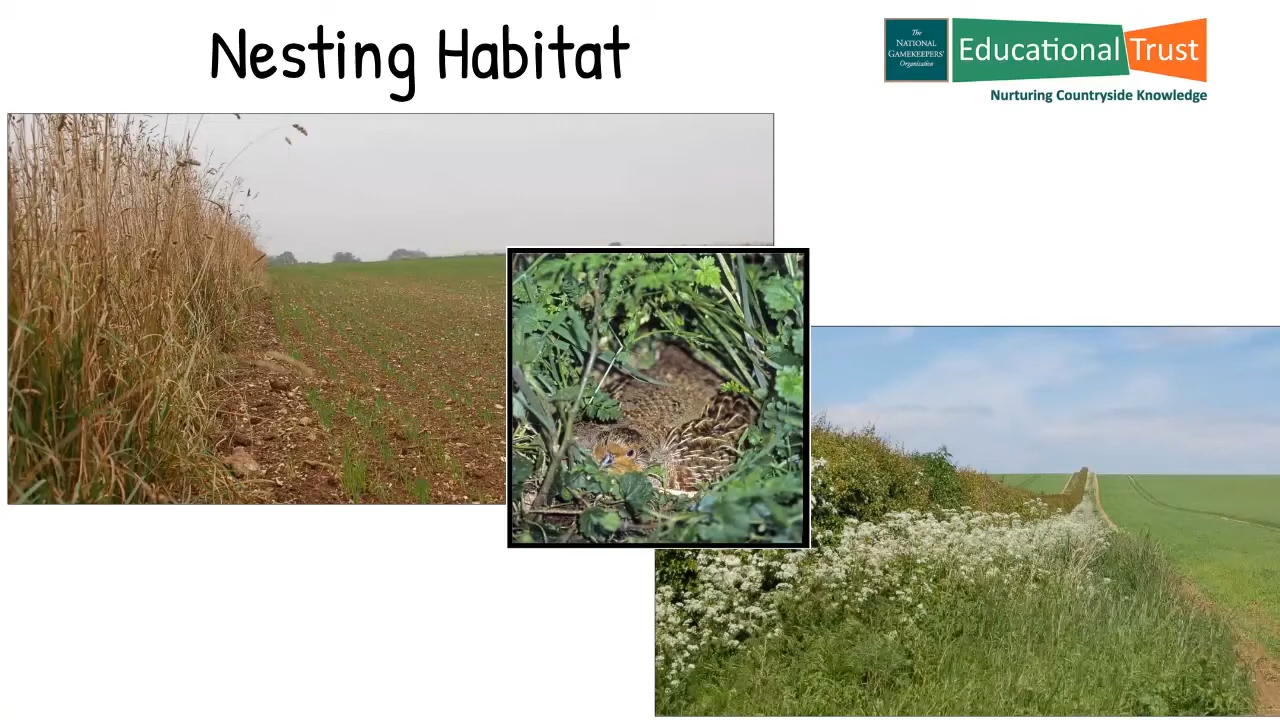 Nesting Habitat
The
NATIONAL
GAMEKEEPERS'
Organisation
Educational Trust
Nurturing Countryside Knowledge